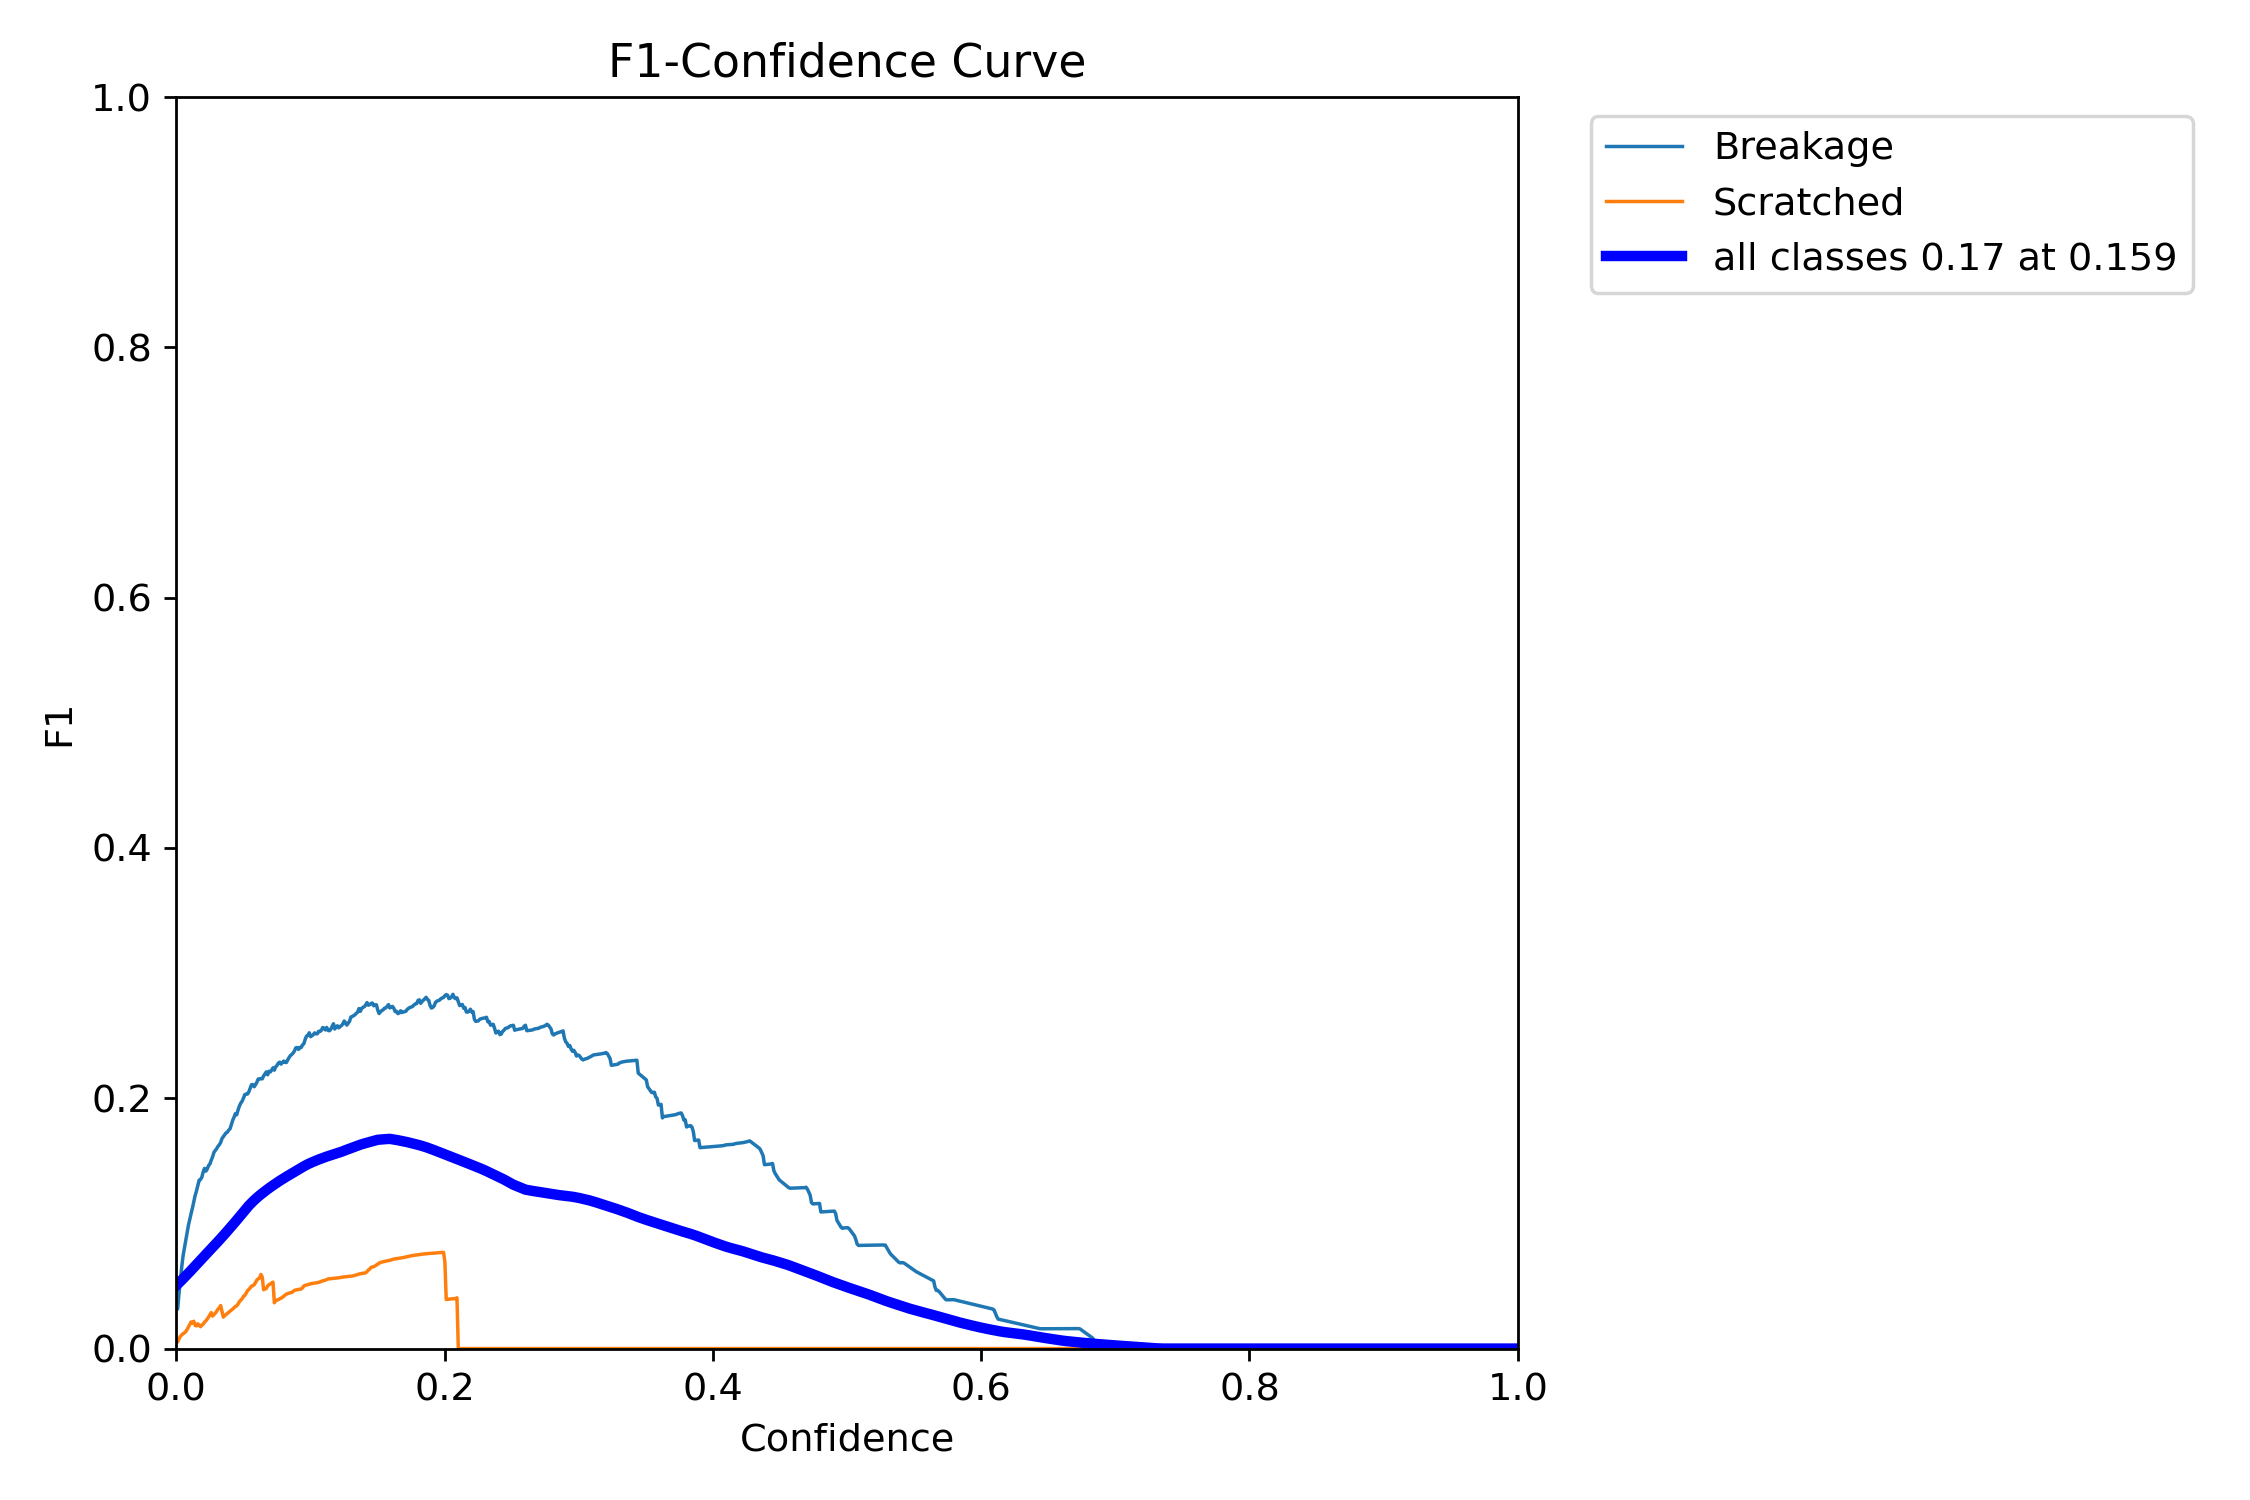 F1-Confidence Curve
1.0
0.8
0.6
0.4
0.2
0.0
F1
0.0 0.2 0.4 0.6 0.8 1.0
Confidence
Breakage
Scratched
all classes 0.17 at 0.159